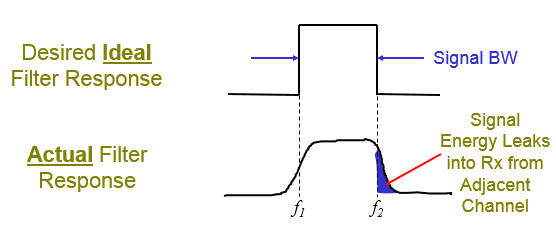 Desired Ideal
Filter Response
Signal BW
Actual Filter
Response
Signal
Energy Leaks
into Rx from
Adjacent
Channel
f1
f2